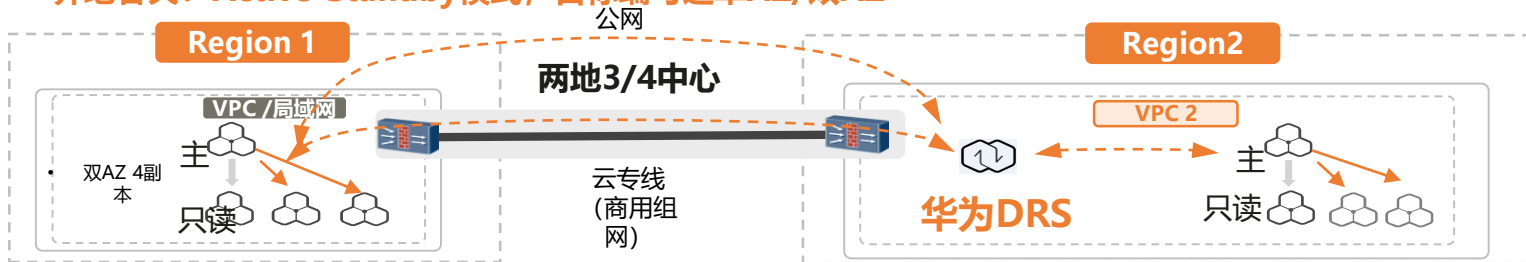 公网
Region 1
Region2
两地3/4中心
VPC /局域网
VPC 2
主
• 双AZ 4副
本
只读
云专线
(商用组
网)
华为DRS
主
只读